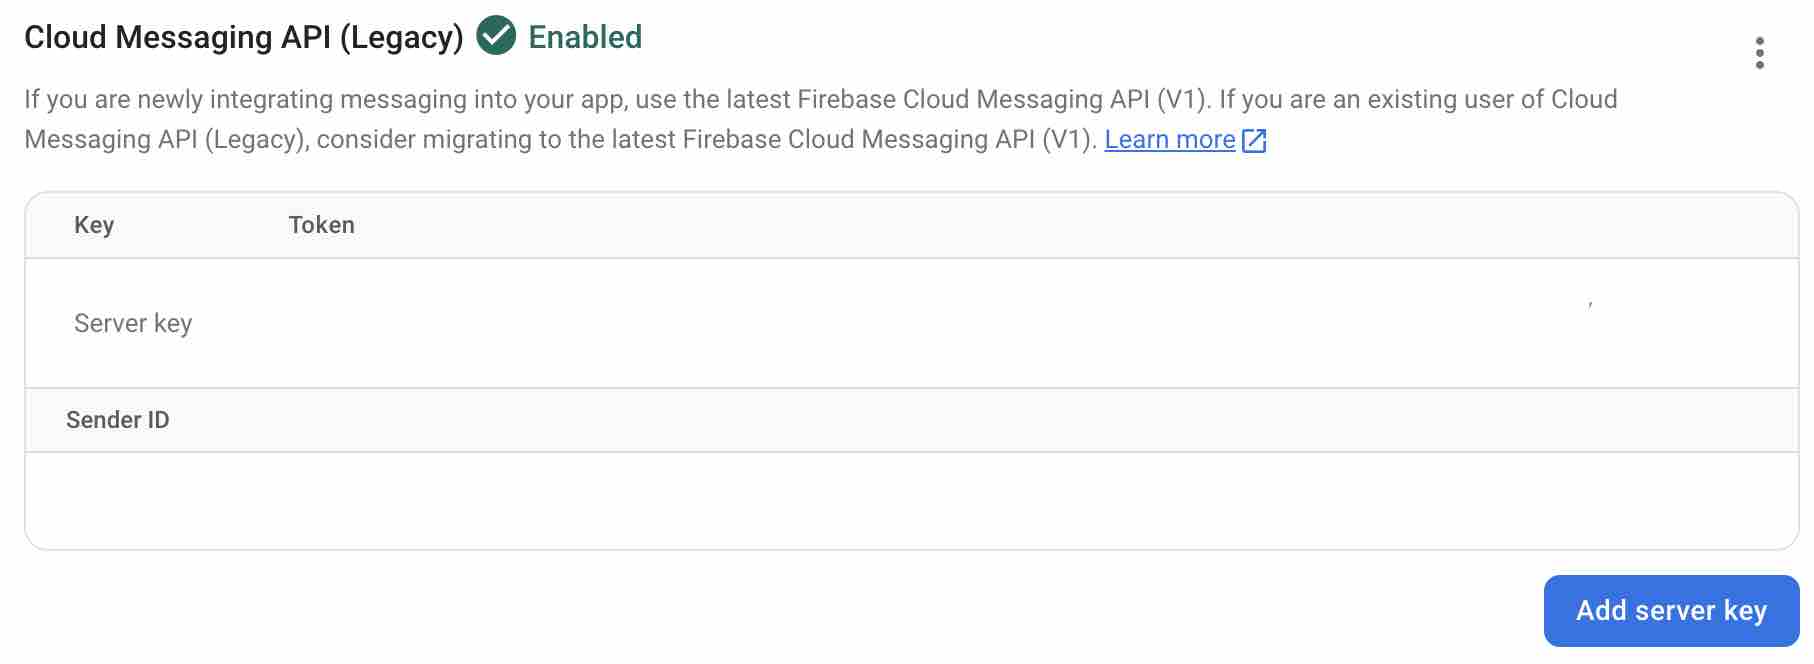 Cloud Messaging API (Legacy) Enabled
If you are newly integrating messaging into your app, use the latest Firebase Cloud Messaging API (V1). If you are an existing user of Cloud
Messaging API (Legacy), consider migrating to the latest Firebase Cloud Messaging API (V1). Learn more
Key Token
Server key
Sender ID
Add server key